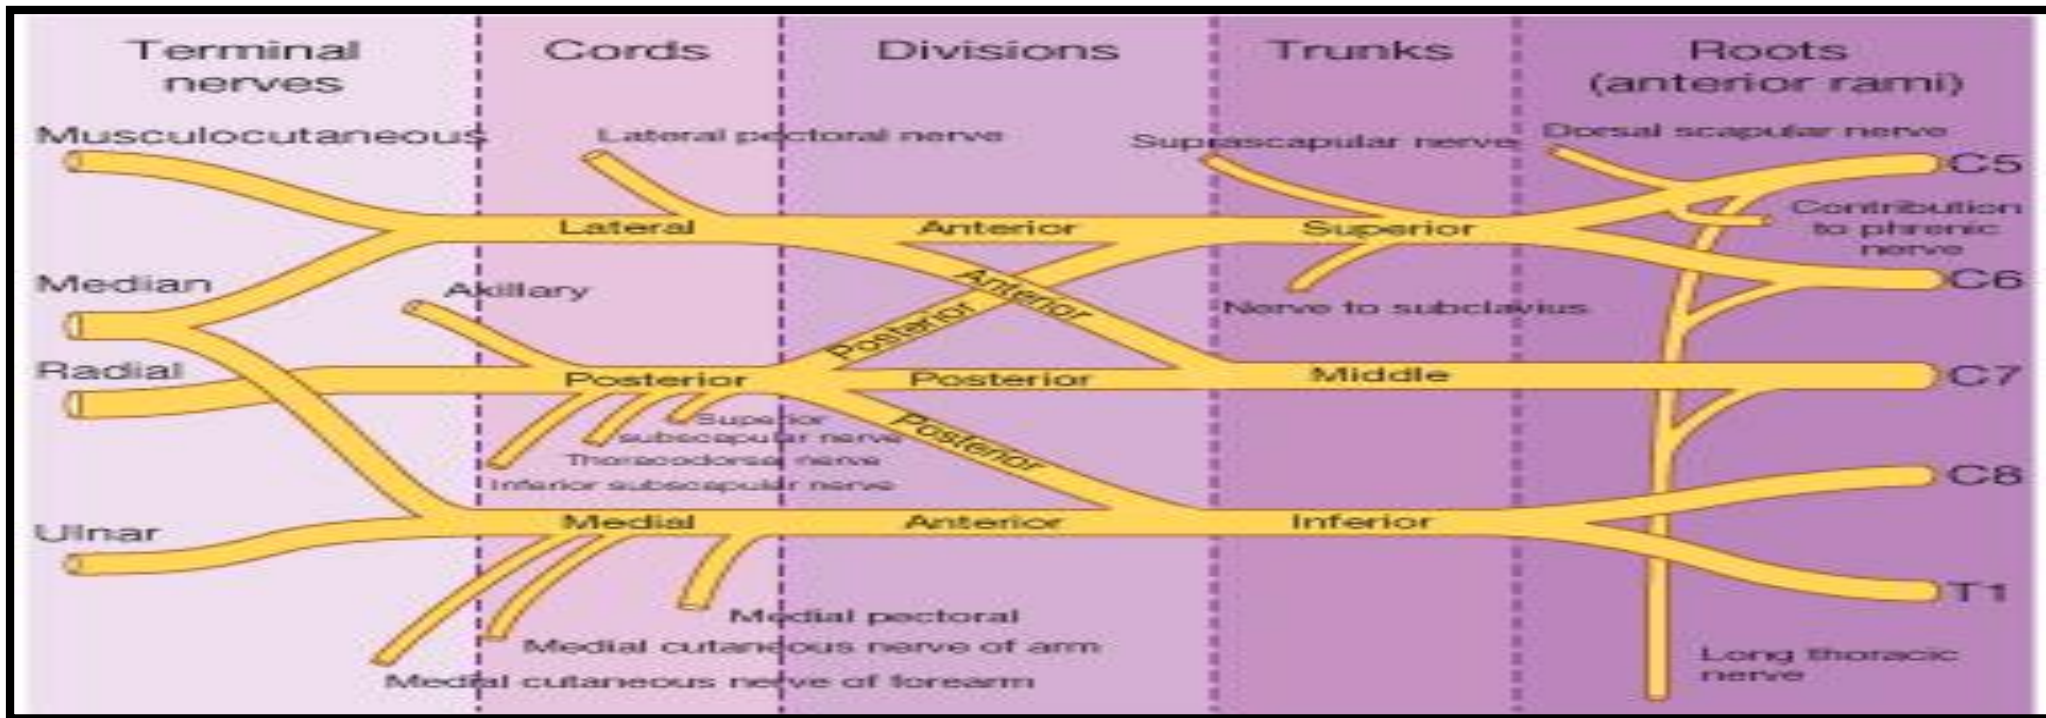 Terminal
nerves
Cords
Divisions
Trunks
Roots
(anterior rami)
Musculocutaneous
Lateral pectoral nerve
Suprascapular nerve
Dorsal scapular nerve
C5
Contribution
to phrenic
nerve
Lateral
Anterior
Superior
Median
Axillary
Anterior
Posterior
Nerve to subclavius
C6
Radial
Posterior
Posterior
Middle
C7
Superior
subscapular nerve
Thoracodorsal nerve
Inferior subscapular nerve
Posterior
C8
Ulnar
Medial
Anterior
Inferior
T1
Medial pectoral
Medial cutaneous nerve of arm
Medial cutaneous nerve of forearm
Long thoracic
nerve